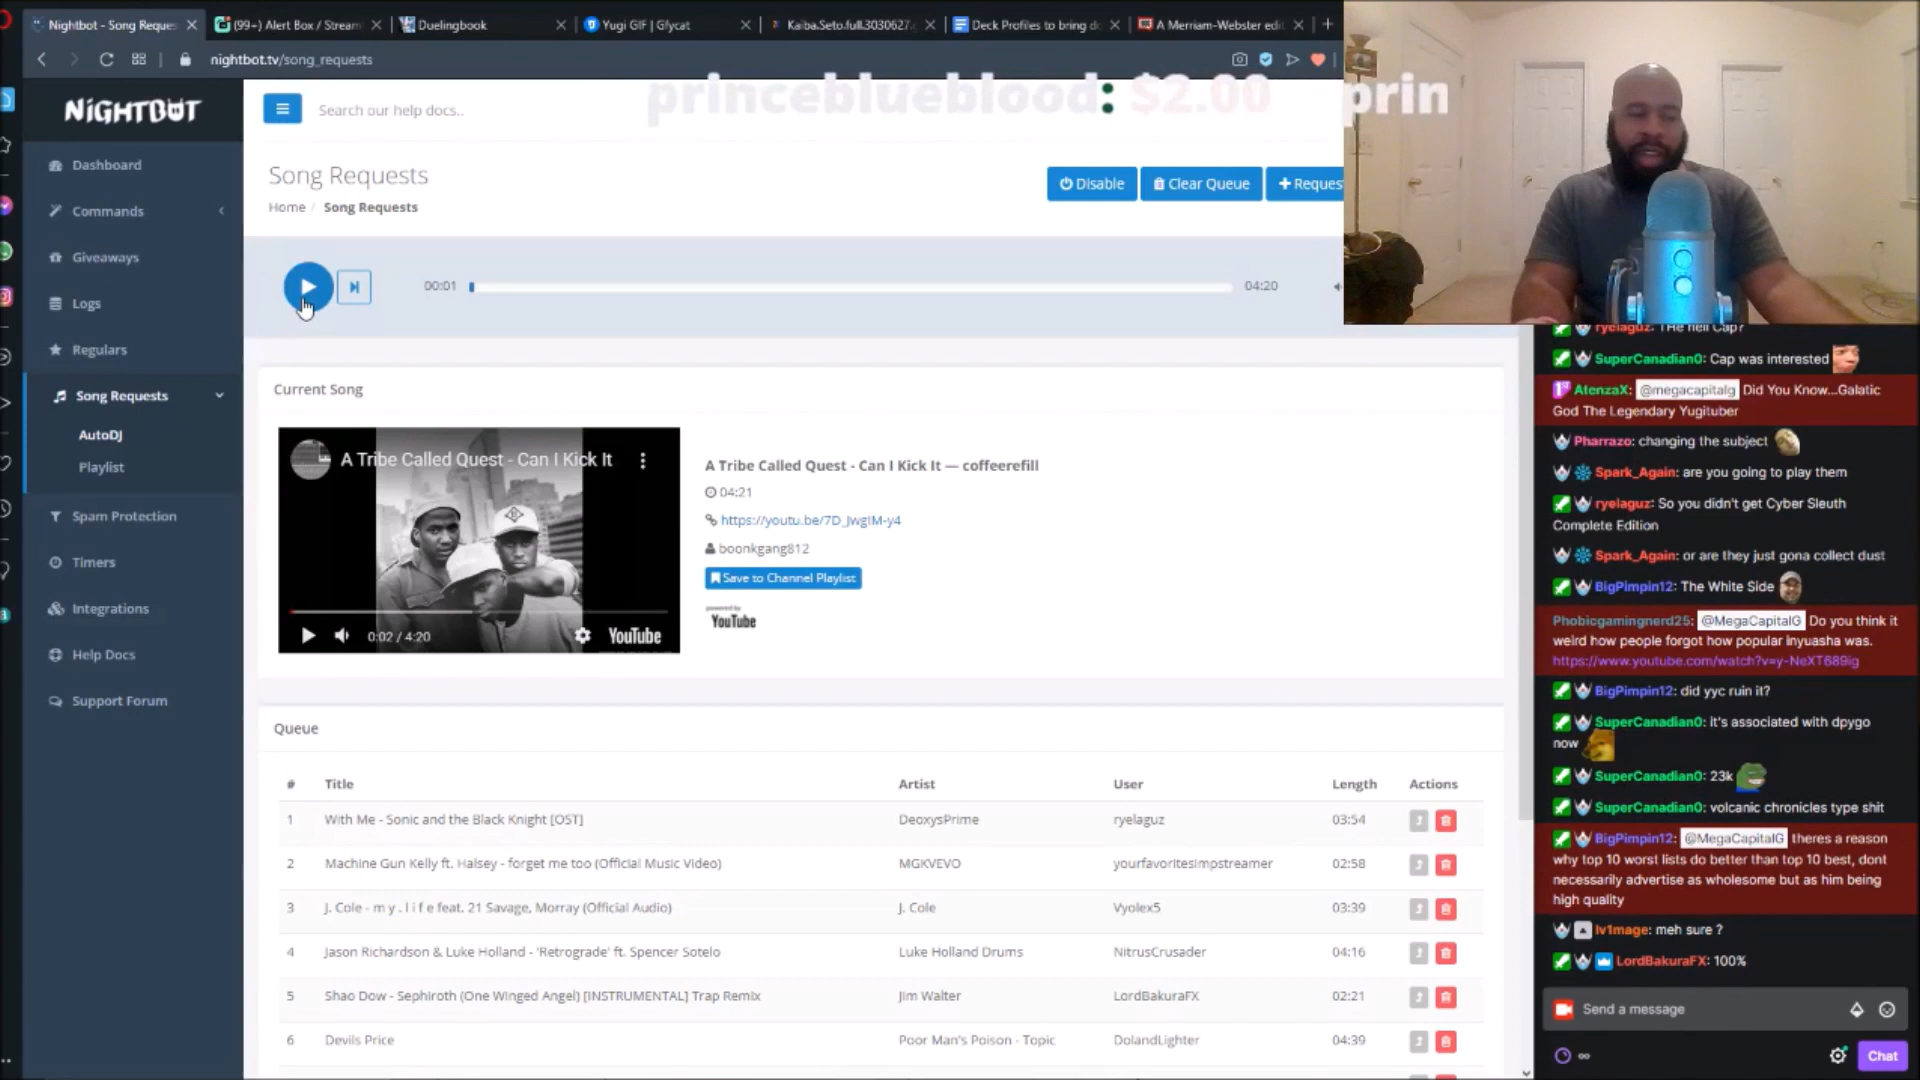 Nightbot - Song Reques
(99+) Alert Box / Stream
Duelingbook
Yugi GIF | Gfycat
Kaiba.Seto.full.3030627.
Deck Profiles to bring d
A Merriam-Webster edi
nightbot.tv/song_requests
NIGHTBOT
Search our help docs..
princeblueblood: $2.00 prin
Dashboard
Commands
Giveaways
Logs
Regulars
Song Requests
AutoDJ
Playlist
Spam Protection
Timers
Integrations
Help Docs
Support Forum
Song Requests
Home / Song Requests
Disable
Clear Queue
+Reques
00:01
04:20
Current Song
A Tribe Called Quest - Can I Kick It
0:02 / 4:20
YouTube
A Tribe Called Quest - Can I Kick It — coffeerefill
04:21
https://youtu.be/7D_JwgIM-y4
boonkgang812
Save to Channel Playlist
powered by
YouTube
Queue
# Title Artist User Length Actions
1 With Me - Sonic and the Black Knight [OST] DeoxysPrime ryelaguz 03:54
2 Machine Gun Kelly ft. Halsey - forget me too (Official Music Video) MGKVEVO yourfavoritesimpstreamer 02:58
3 J. Cole - m y . l i f e feat. 21 Savage, Morray (Official Audio) J. Cole Vyolex5 03:39
4 Jason Richardson & Luke Holland - 'Retrograde' ft. Spencer Sotelo Luke Holland Drums NitrusCrusader 04:16
5 Shao Dow - Sephiroth (One Winged Angel) [INSTRUMENTAL] Trap Remix Jim Walter LordBakuraFX 02:21
6 Devils Price Poor Man's Poison - Topic DolandLighter 04:39
ryelaguz: THe hell Cap?
SuperCanadian0: Cap was interested
AtenzaX: @megacapitalg Did You Know...Galatic
God The Legendary Yugituber
Pharrazo: changing the subject
Spark_Again: are you going to play them
ryelaguz: So you didn't get Cyber Sleuth
Complete Edition
Spark_Again: or are they just gona collect dust
BigPimpin12: The White Side
Phobicgamingnerd25: @MegaCapitalG Do you think it
weird how people forgot how popular inyuasha was.
https://www.youtube.com/watch?v=y-NeXT689ig
BigPimpin12: did yyc ruin it?
SuperCanadian0: it's associated with dpygo
now
SuperCanadian0: 23k
SuperCanadian0: volcanic chronicles type shit
BigPimpin12: @MegaCapitalG theres a reason
why top 10 worst lists do better than top 10 best, dont
necessarily advertise as wholesome but as him being
high quality
lv1mage: meh sure ?
LordBakuraFX: 100%
Send a message
Chat